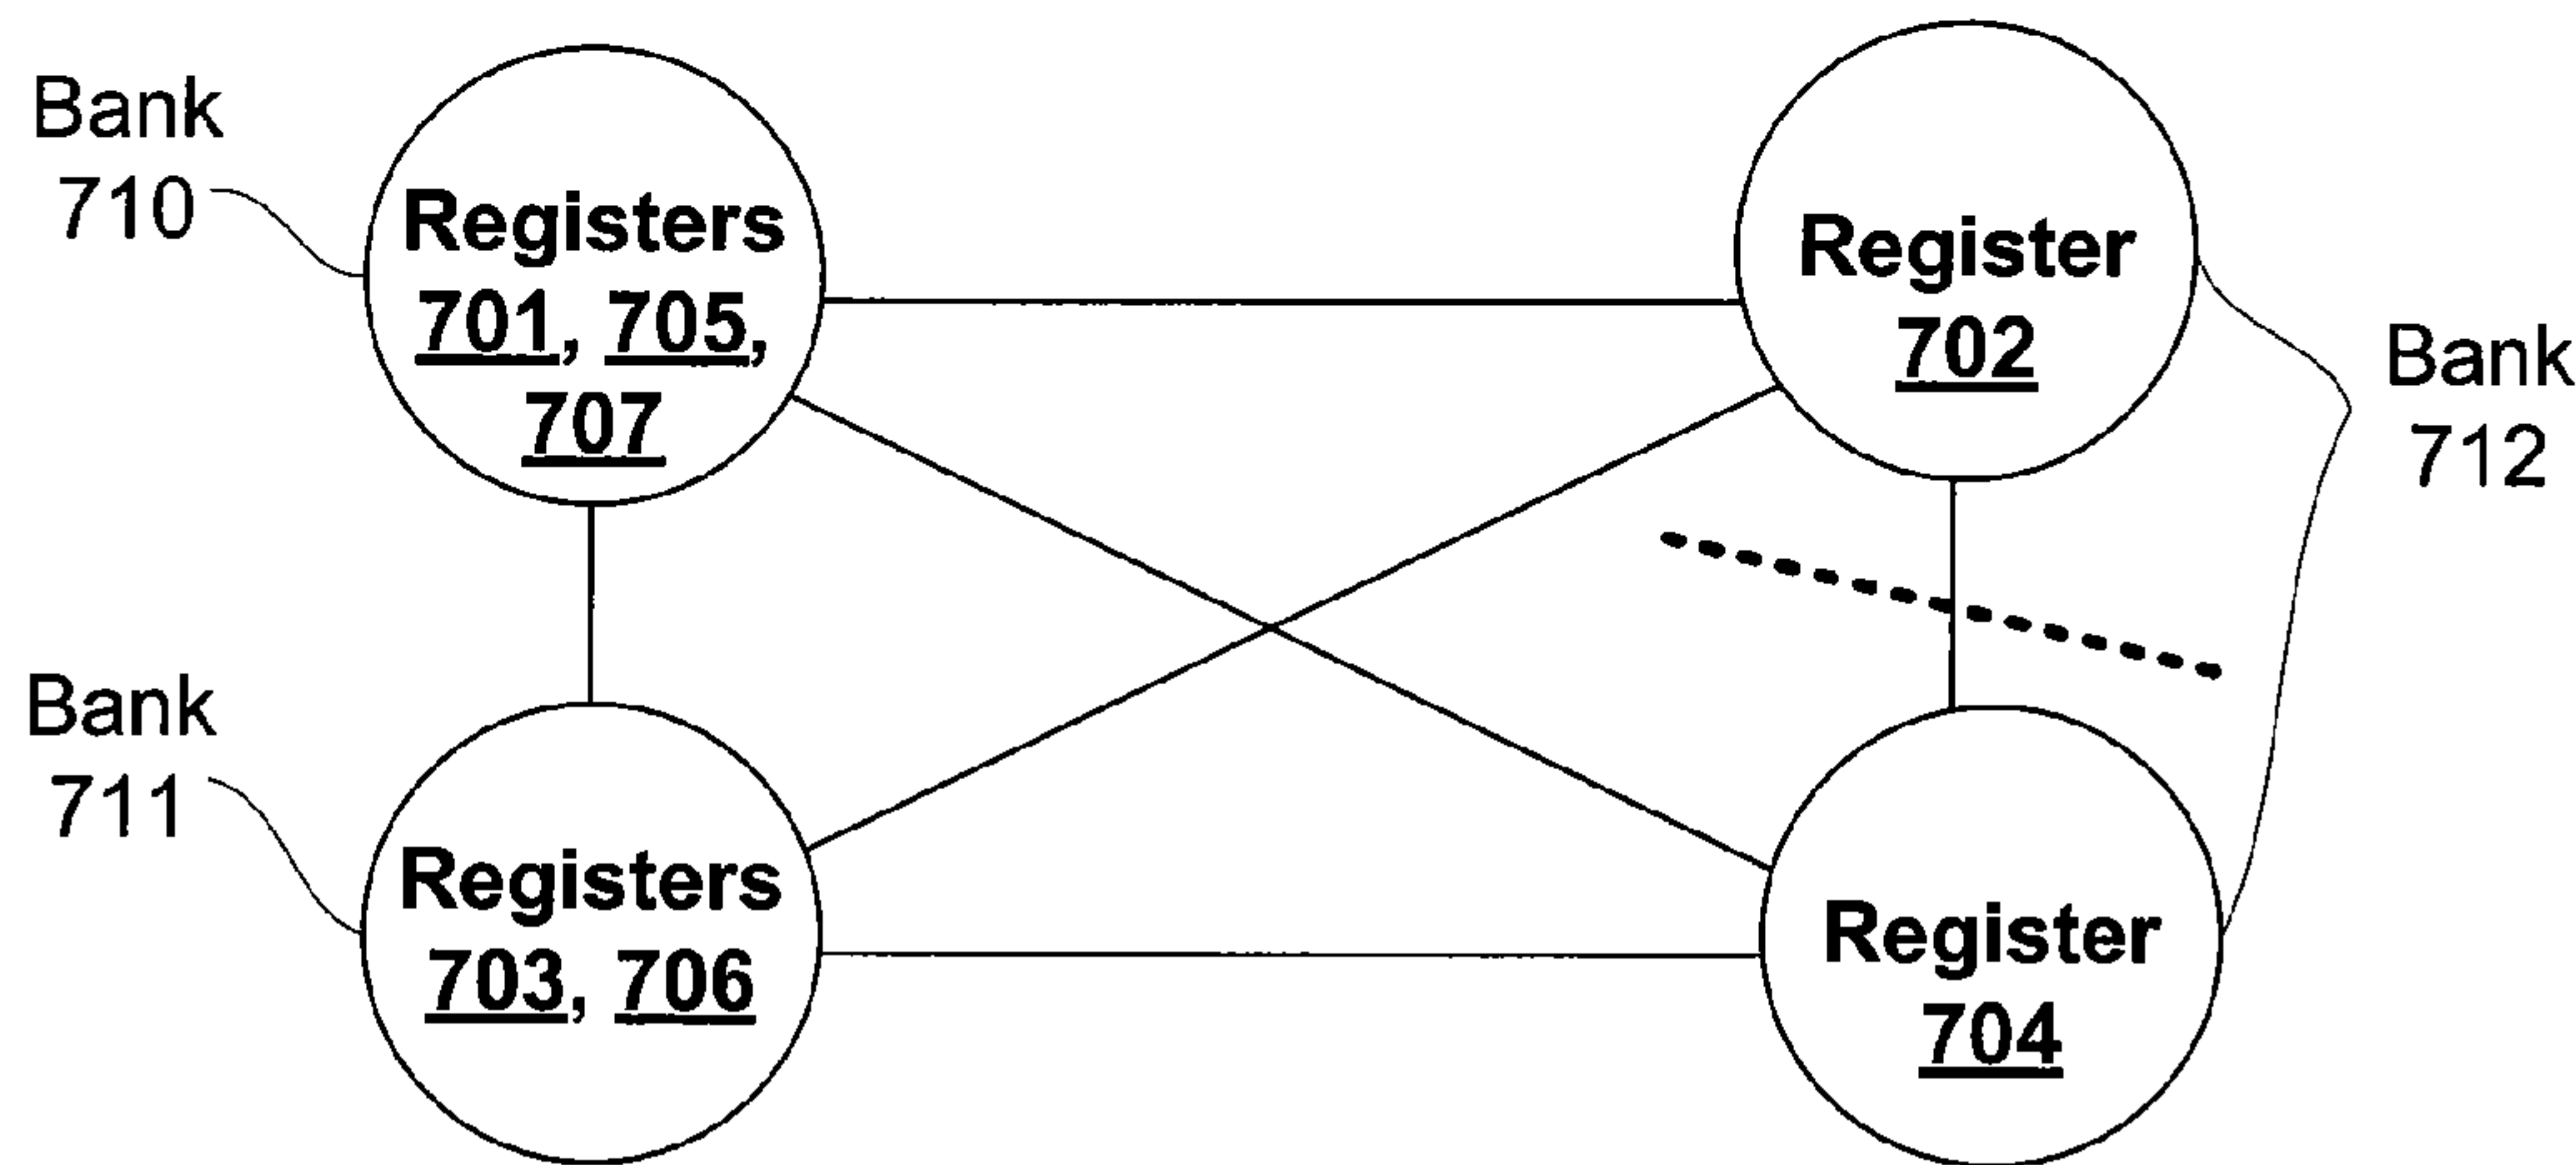 Bank
710
Registers
701, 705,
707
Register
702
Bank
712
Bank
711
Registers
703, 706
Register
704